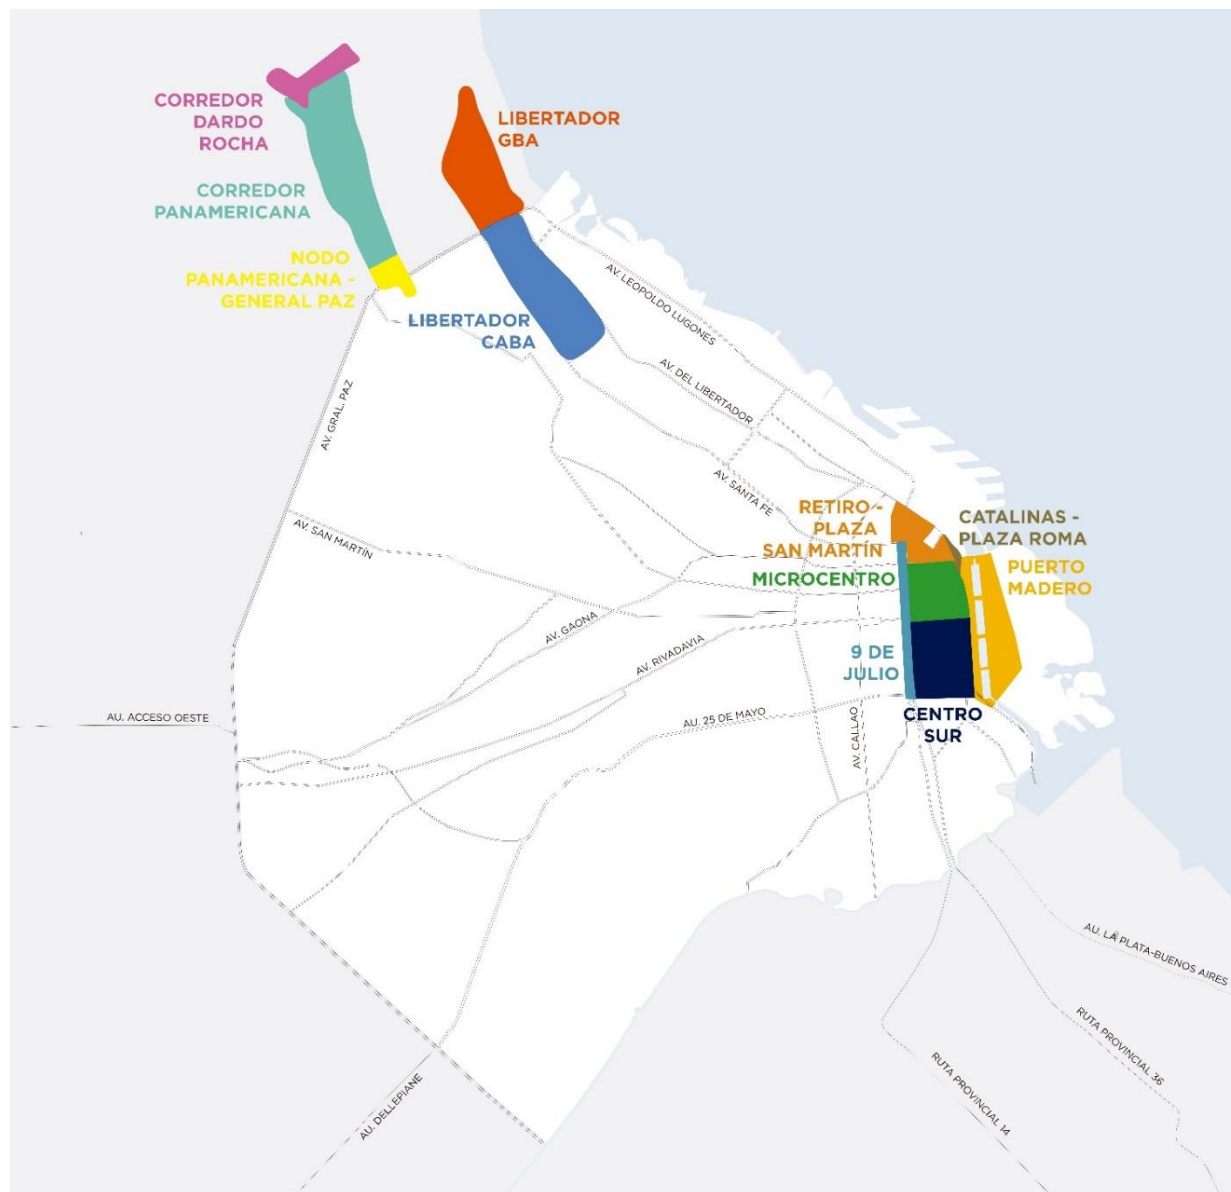 CORREDOR
DARDO
ROCHA
LIBERTADOR
GBA
CORREDOR
PANAMERICANA
NODO
PANAMERICANA -
GENERAL PAZ
LIBERTADOR
CABA
AV. LEOPOLDO LUGONES
AV. DEL LIBERTADOR
AV. GRAL. PAZ
AV. SANTA FE
AV. SAN MARTÍN
RETIRO -
PLAZA
SAN MARTÍN
CATALINAS -
PLAZA ROMA
MICROCENTRO
PUERTO
MADERO
AV. GAONA
AV. RIVADAVIA
9 DE
JULIO
AU. ACCESO OESTE
AU. 25 DE MAYO
AV. CALLAO
CENTRO
SUR
AU. LA PLATA-BUENOS AIRES
RUTA PROVINCIAL 36
RUTA PROVINCIAL 14
AU. DELLEPIANE